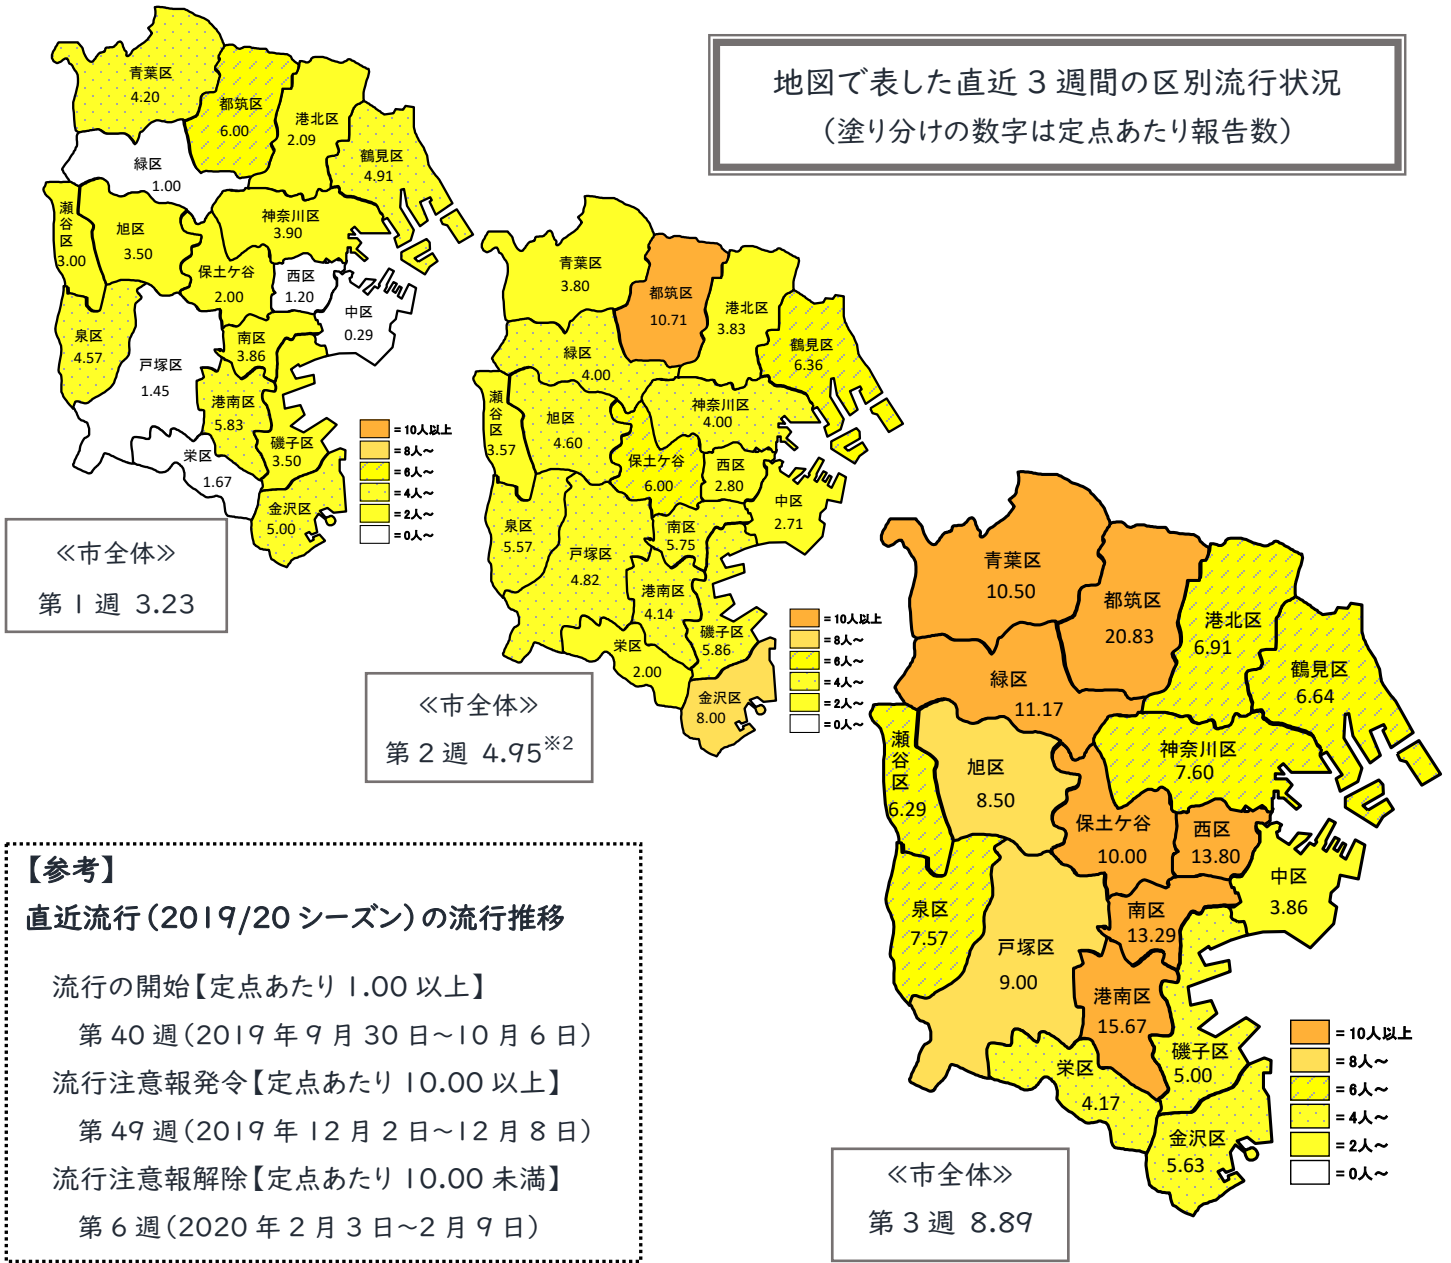 地図で表した直近 3 週間の区別流行状況
（塗り分けの数字は定点あたり報告数）
青葉区
4.20
都筑区
6.00
港北区
2.09
鶴見区
4.91
緑区
1.00
瀬谷区
3.00
旭区
3.50
神奈川区
3.90
保土ケ谷
2.00
西区
1.20
中区
0.29
泉区
4.57
戸塚区
1.45
南区
3.86
港南区
5.83
磯子区
3.50
栄区
1.67
金沢区
5.00
= 10人以上
= 8人～
= 6人～
= 4人～
= 2人～
= 0人～
≪市全体≫
第 1 週 3.23
青葉区
3.80
都筑区
10.71
港北区
3.83
鶴見区
6.36
緑区
4.00
瀬谷区
3.57
旭区
4.60
神奈川区
4.00
保土ケ谷
6.00
西区
2.80
中区
2.71
泉区
5.57
戸塚区
4.82
南区
5.75
港南区
4.14
磯子区
5.86
栄区
2.00
金沢区
8.00
= 10人以上
= 8人～
= 6人～
= 4人～
= 2人～
= 0人～
≪市全体≫
第 2 週 4.95※2
青葉区
10.50
都筑区
20.83
港北区
6.91
鶴見区
6.64
緑区
11.17
瀬谷区
6.29
旭区
8.50
神奈川区
7.60
保土ケ谷
10.00
西区
13.80
中区
3.86
泉区
7.57
戸塚区
9.00
南区
13.29
港南区
15.67
磯子区
5.00
栄区
4.17
金沢区
5.63
= 10人以上
= 8人～
= 6人～
= 4人～
= 2人～
= 0人～
≪市全体≫
第 3 週 8.89
【参考】
直近流行（2019/20 シーズン）の流行推移
流行の開始【定点あたり 1.00 以上】
第 40 週（2019 年 9 月 30 日～10 月 6 日）
流行注意報発令【定点あたり 10.00 以上】
第 49 週（2019 年 12 月 2 日～12 月 8 日）
流行注意報解除【定点あたり 10.00 未満】
第 6 週（2020 年 2 月 3 日～2 月 9 日）